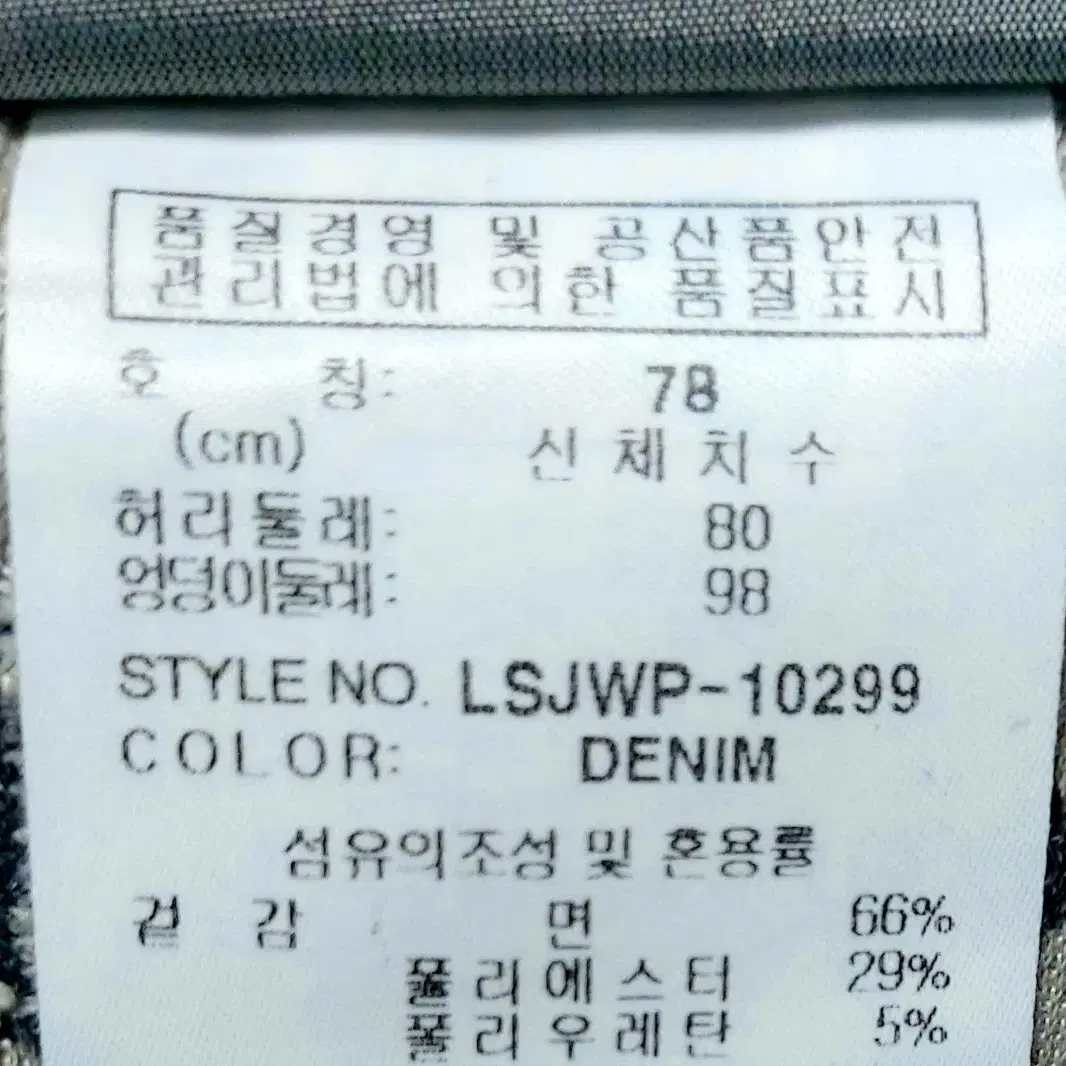 품질경영 및 공산품안전
관리법에 의한 품질표시
호 칭: 78
(cm) 신체치수
허리둘레: 80
엉덩이둘레: 98
STYLE NO. LSJWP-10299
COLOR: DENIM
섬유의조성 및 혼용률
겉 감 : 면 66%
폴리에스터 29%
폴리우레탄 5%